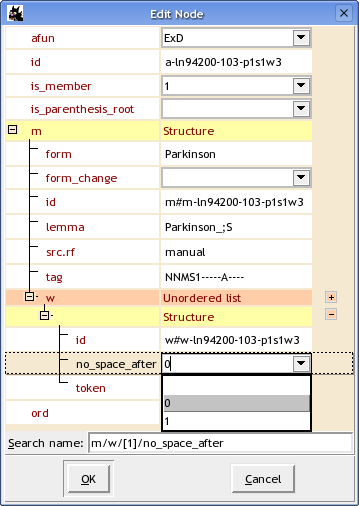 Edit Node
afun ExD
id a-ln94200-103-p1s1w3
is_member 1
is_parenthesis_root
m Structure
form Parkinson
form_change
id m#m-ln94200-103-p1s1w3
lemma Parkinson_;S
src.rf manual
tag NNMS1-----A----
w Unordered list
Structure
id w#w-ln94200-103-p1s1w3
no_space_after 0
token
0
ord 1
Search name: m/w/[1]/no_space_after
OK Cancel